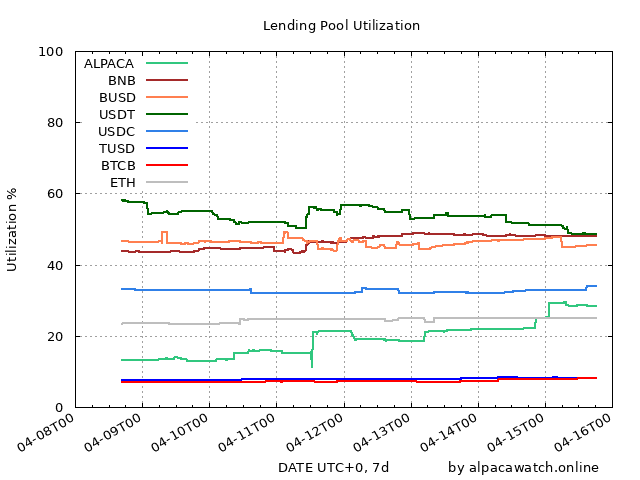 Lending Pool Utilization
100
80
60
40
20
0
Utilization %
ALPACA
BNB
BUSD
USDT
USDC
TUSD
BTCB
ETH
04-08T00
04-09T00
04-10T00
04-11T00
04-12T00
04-13T00
04-14T00
04-15T00
04-16T00
DATE UTC+0, 7d
by alpacawatch.online